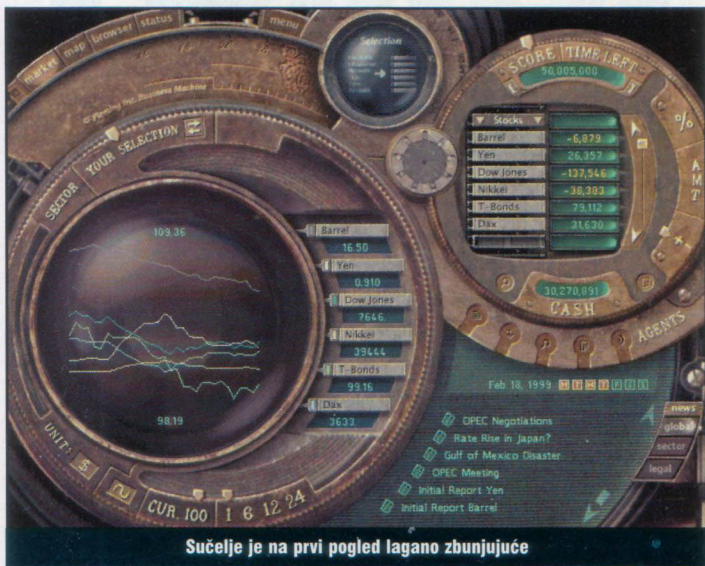 market map browser status menu
Selection
SCORE TIME LEFT
50,005,000
Stocks
Barrel -6,879
Yen 26,357
Dow Jones -137,546
Nikkei -38,383
T-Bonds 79,112
Dax 31,630
%
AMT
30,270,891
CASH
AGENTS
SECTOR YOUR SELECTION
109.36
98.19
Barrel
16.50
Yen
0.910
Dow Jones
7646
Nikkei
39444
T-Bonds
99.16
Dax
3633
UNIT: $
CUR. 100 1 6 12 24
Feb 18, 1999 M T W T F S S
OPEC Negotiations
Rate Rise in Japan?
Gulf of Mexico Disaster
OPEC Meeting
Initial Report Yen
Initial Report Barrel
news
global
sector
legal
Sučelje je na prvi pogled lagano zbunjujuće